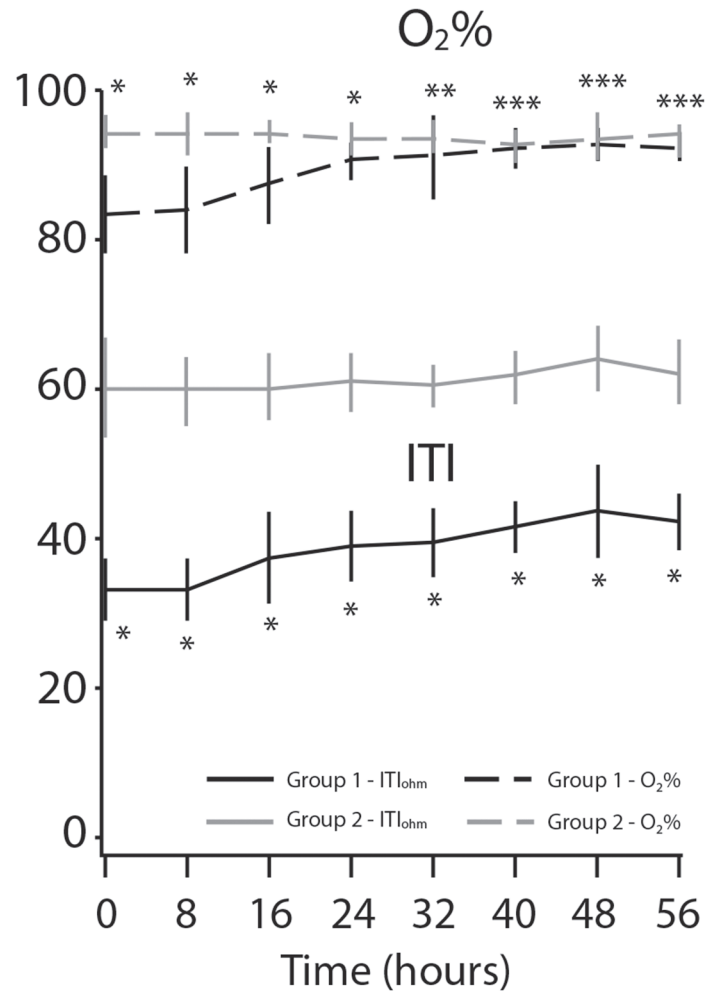 O₂%
100
* * * * ** *** *** ***
80
60
ITI
40
* * * * * * * *
20
Group 1 - ITIohm Group 1 - O₂%
Group 2 - ITIohm Group 2 - O₂%
0
0 8 16 24 32 40 48 56
Time (hours)